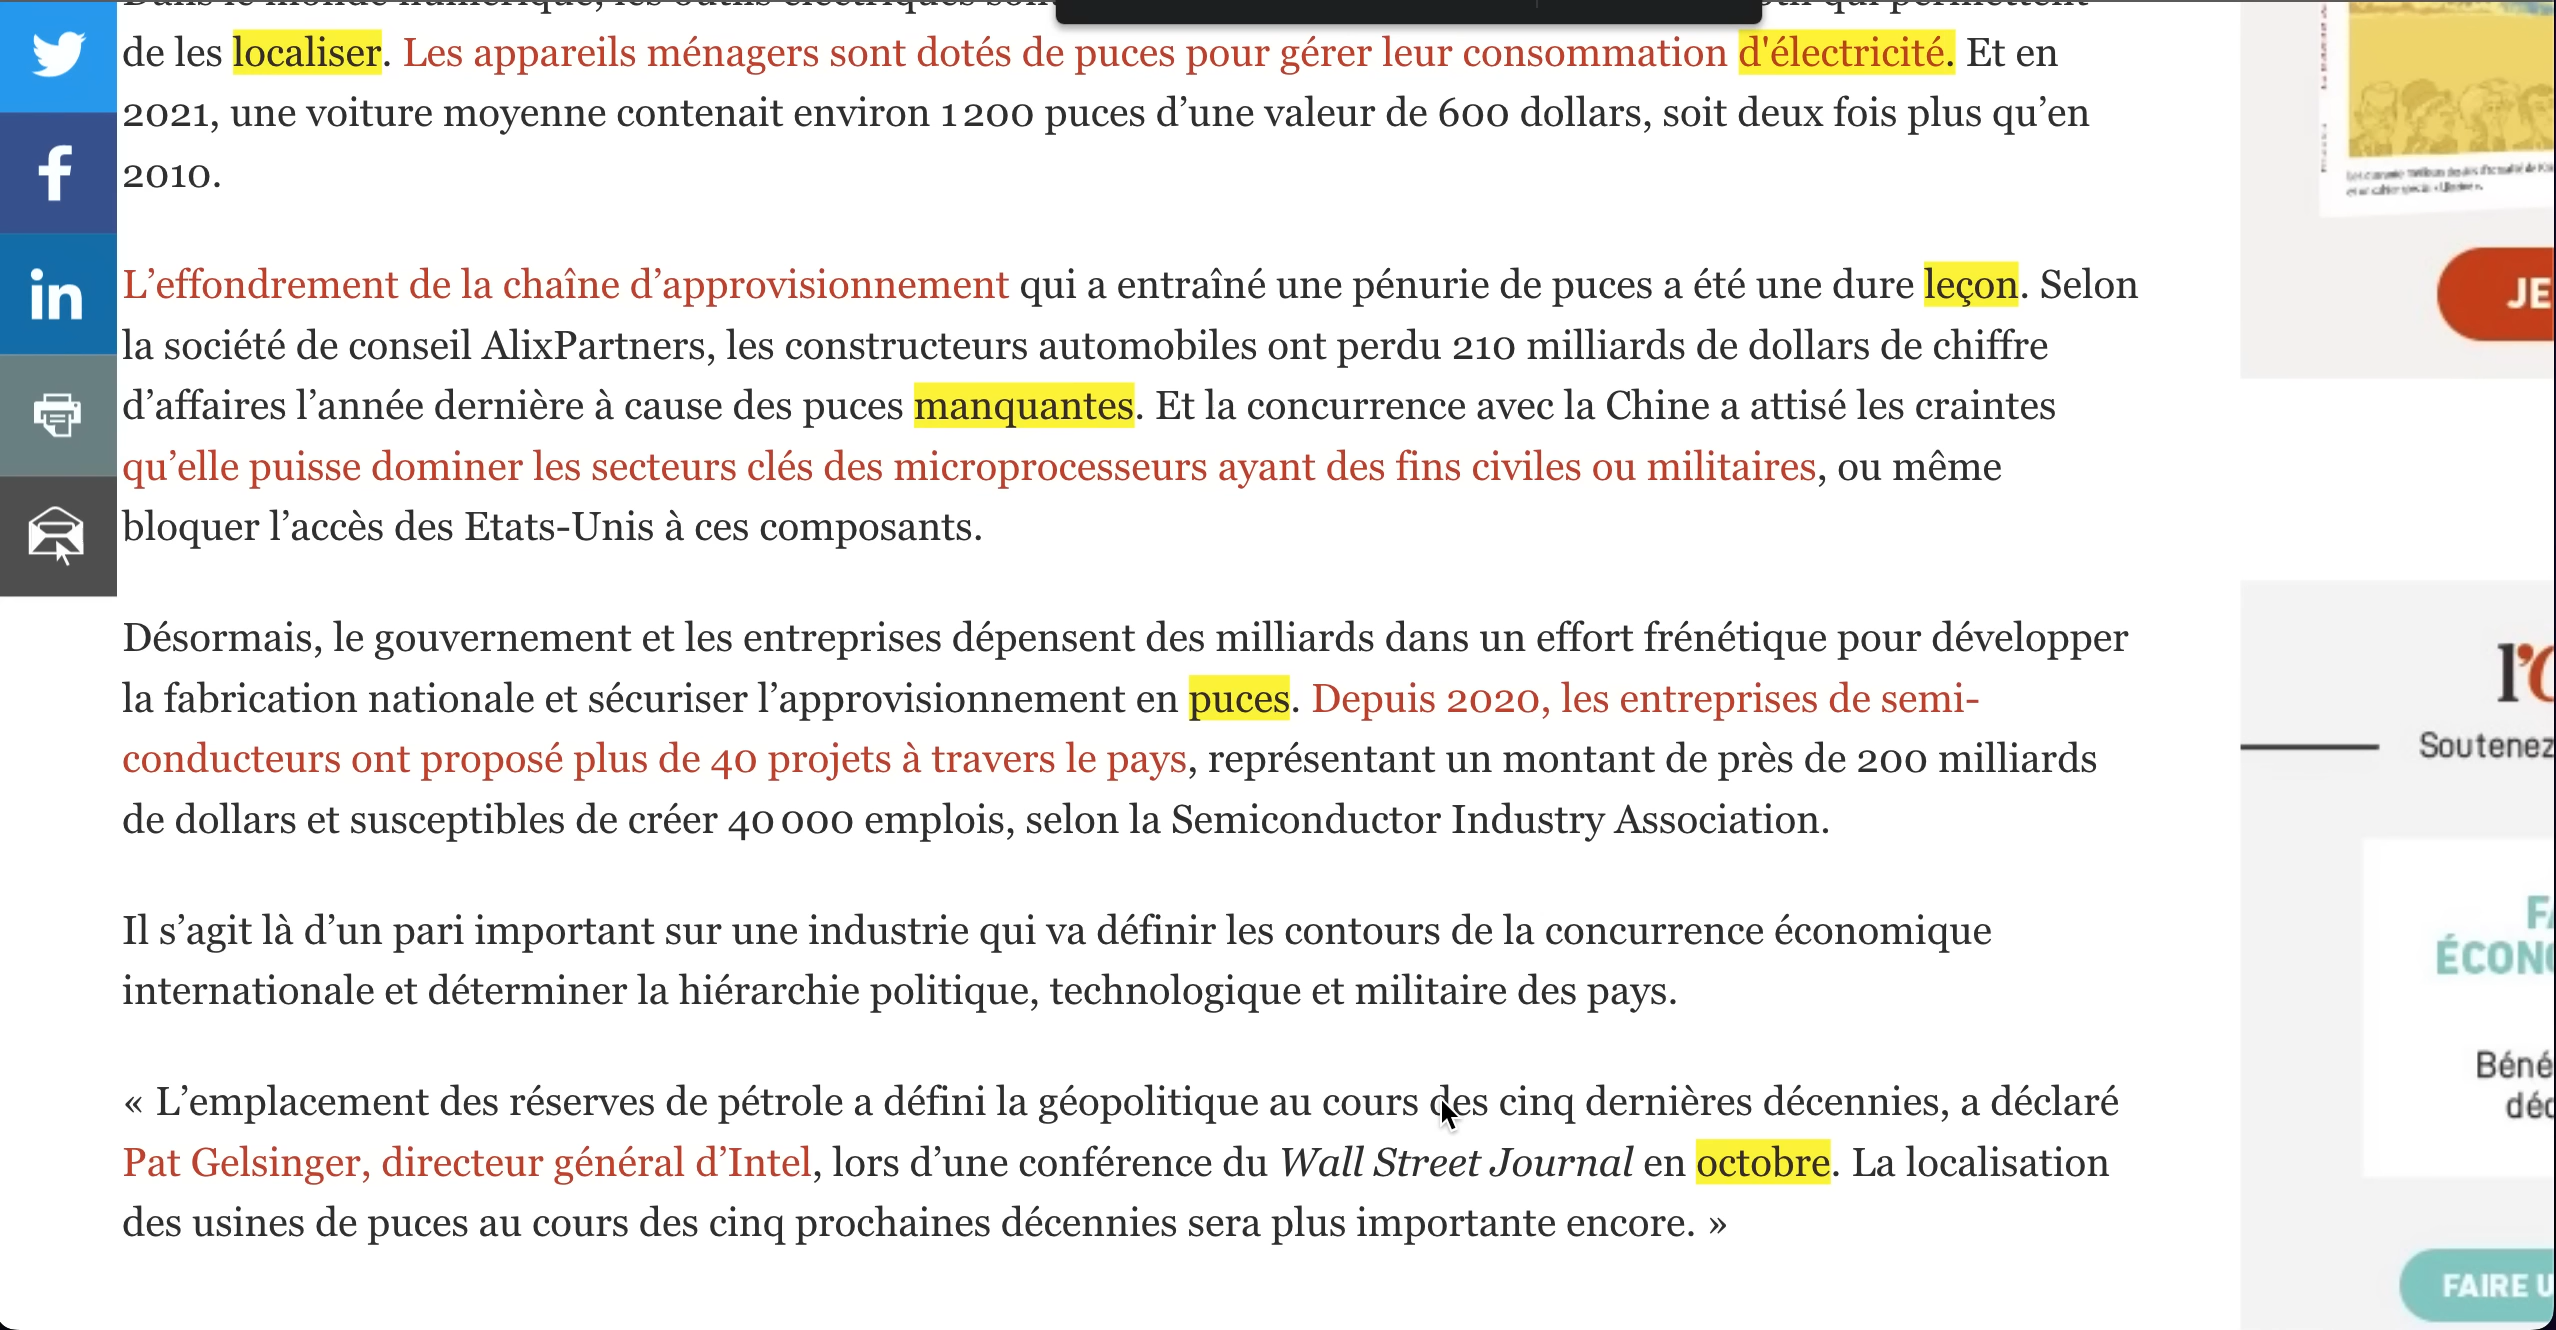 de les localiser. Les appareils ménagers sont dotés de puces pour gérer leur consommation d'électricité. Et en
2021, une voiture moyenne contenait environ 1 200 puces d’une valeur de 600 dollars, soit deux fois plus qu’en
2010.
L’effondrement de la chaîne d’approvisionnement qui a entraîné une pénurie de puces a été une dure leçon. Selon
la société de conseil AlixPartners, les constructeurs automobiles ont perdu 210 milliards de dollars de chiffre
d’affaires l’année dernière à cause des puces manquantes. Et la concurrence avec la Chine a attisé les craintes
qu’elle puisse dominer les secteurs clés des microprocesseurs ayant des fins civiles ou militaires, ou même
bloquer l’accès des Etats-Unis à ces composants.
Désormais, le gouvernement et les entreprises dépensent des milliards dans un effort frénétique pour développer
la fabrication nationale et sécuriser l’approvisionnement en puces. Depuis 2020, les entreprises de semi-
conducteurs ont proposé plus de 40 projets à travers le pays, représentant un montant de près de 200 milliards
de dollars et susceptibles de créer 40 000 emplois, selon la Semiconductor Industry Association.
Il s’agit là d’un pari important sur une industrie qui va définir les contours de la concurrence économique
internationale et déterminer la hiérarchie politique, technologique et militaire des pays.
« L’emplacement des réserves de pétrole a défini la géopolitique au cours des cinq dernières décennies, a déclaré
Pat Gelsinger, directeur général d’Intel, lors d’une conférence du Wall Street Journal en octobre. La localisation
des usines de puces au cours des cinq prochaines décennies sera plus importante encore. »
in
JE
Soutenez
ÉCON
Béné
FAIRE